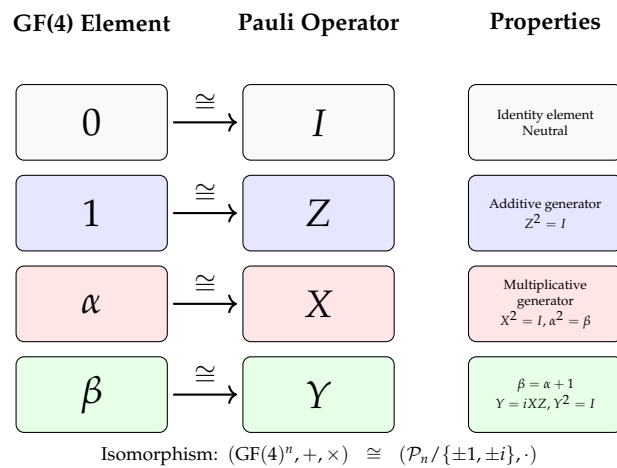 GF(4) Element Pauli Operator Properties
0 ≅ I
Identity element
Neutral
1 ≅ Z
Additive generator
Z² = I
α ≅ X
Multiplicative
generator
X² = I, α² = β
β ≅ Y
β = α + 1
Y = iXZ, Y² = I
Isomorphism: (GF(4)ⁿ, +, ×) ≅ (𝒫ₙ/{±1, ±i}, ·)